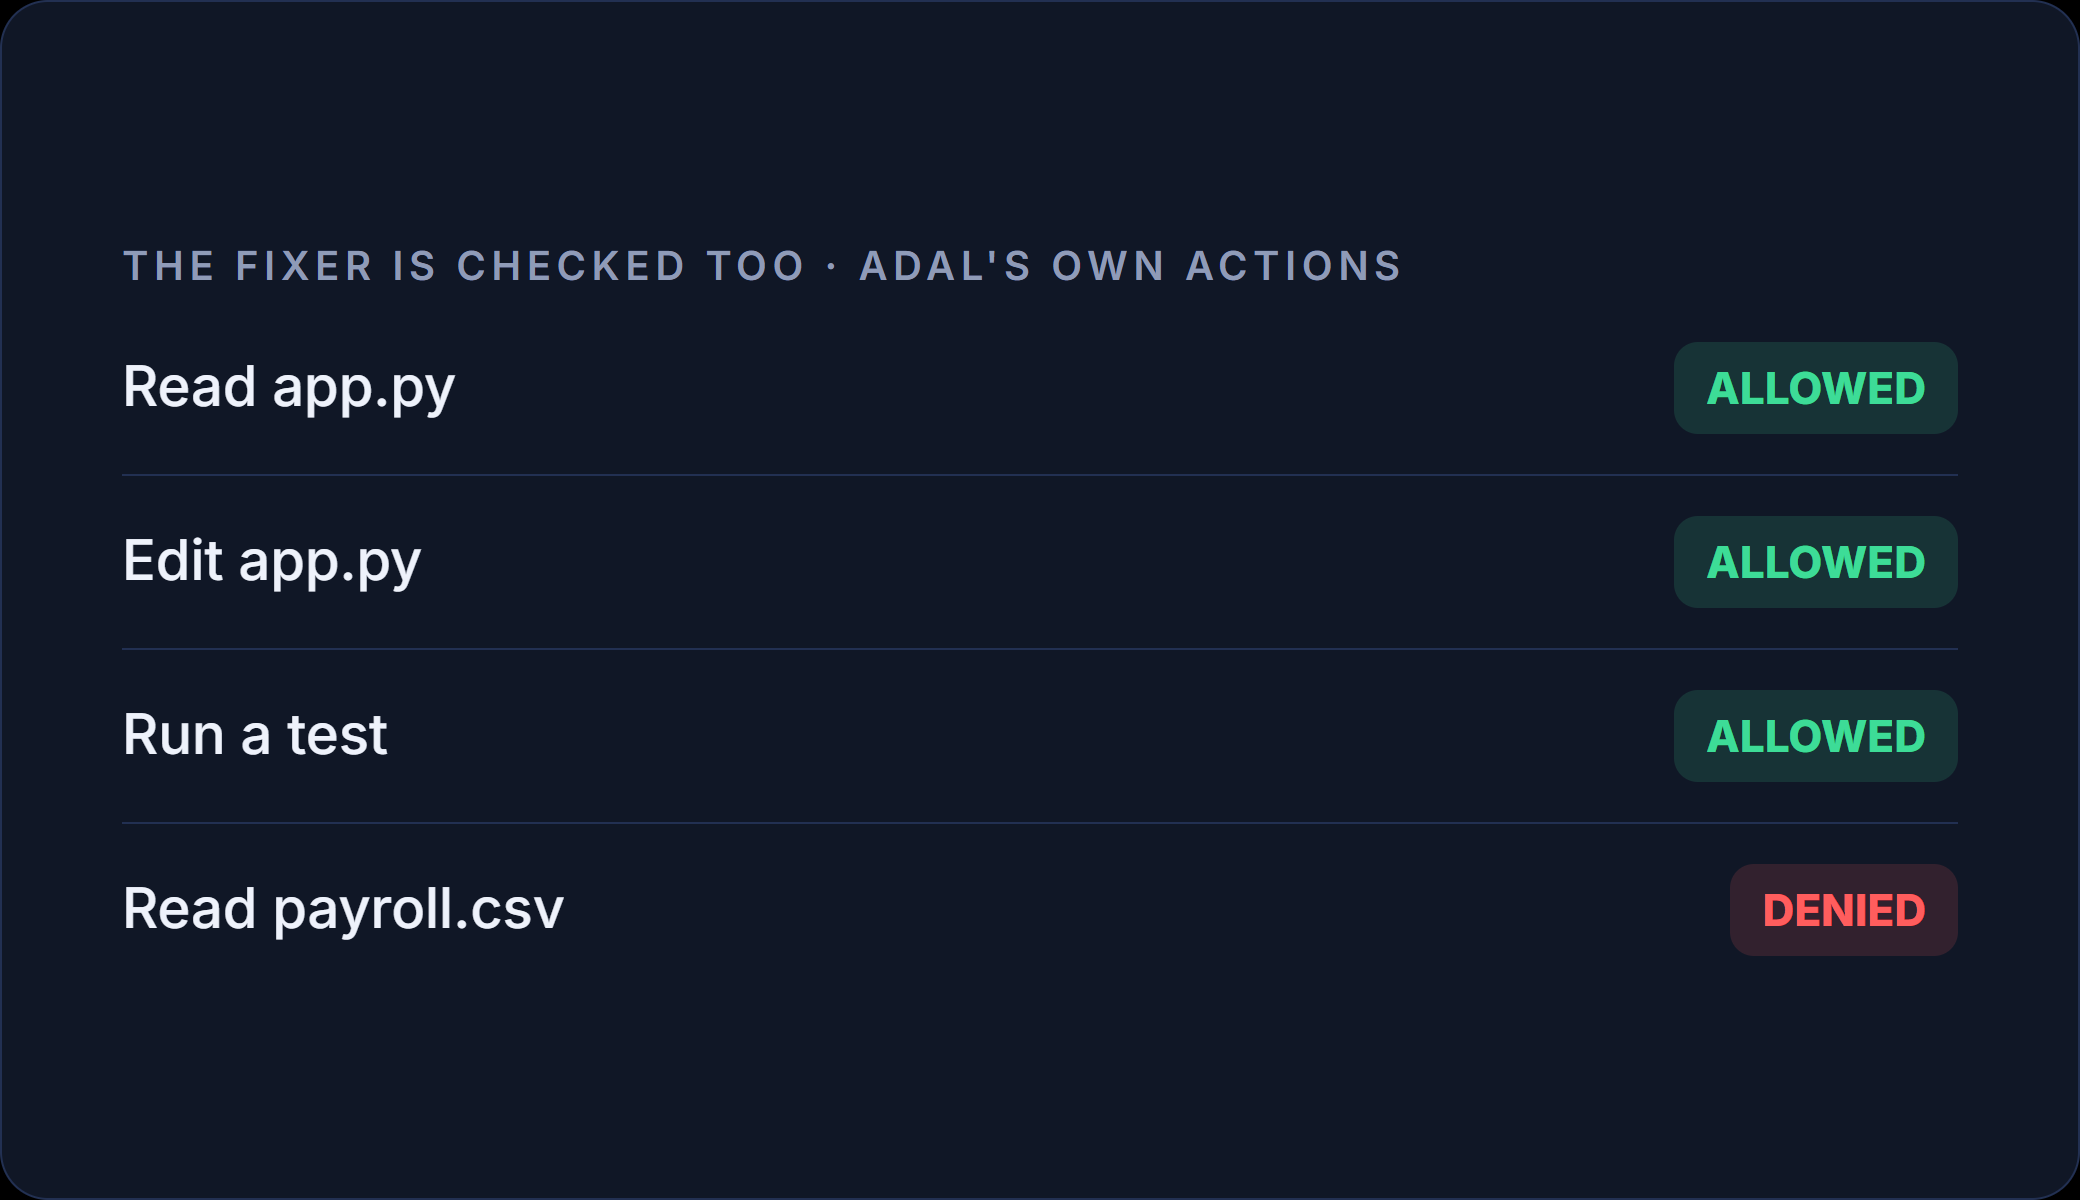 THE FIXER IS CHECKED TOO · ADAL'S OWN ACTIONS
Read app.py ALLOWED
Edit app.py ALLOWED
Run a test ALLOWED
Read payroll.csv DENIED